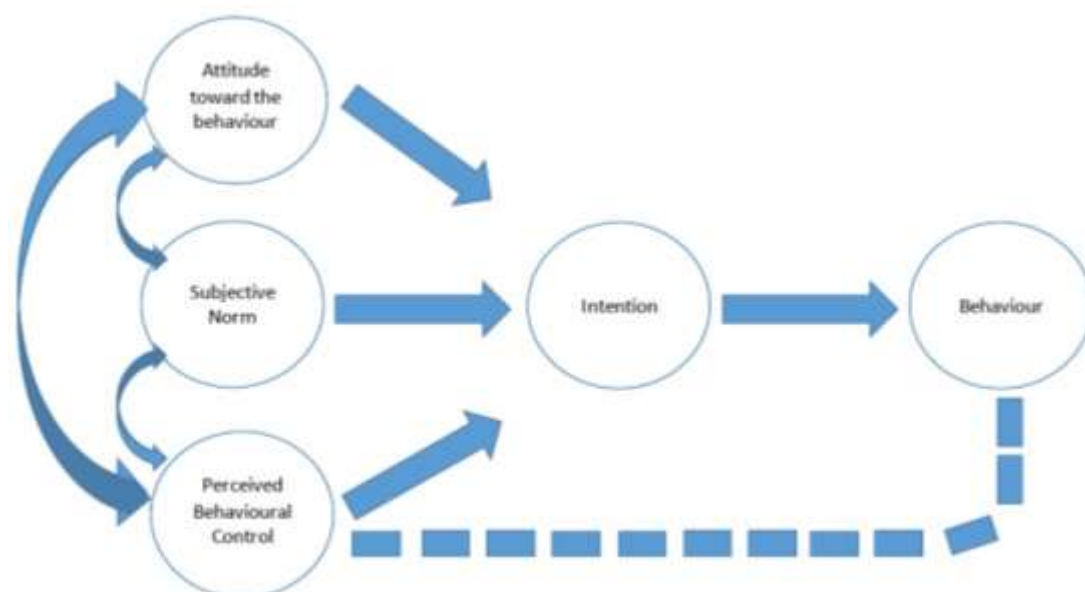 Attitude
toward the
behaviour
Subjective
Norm
Intention
Behaviour
Perceived
Behavioural
Control